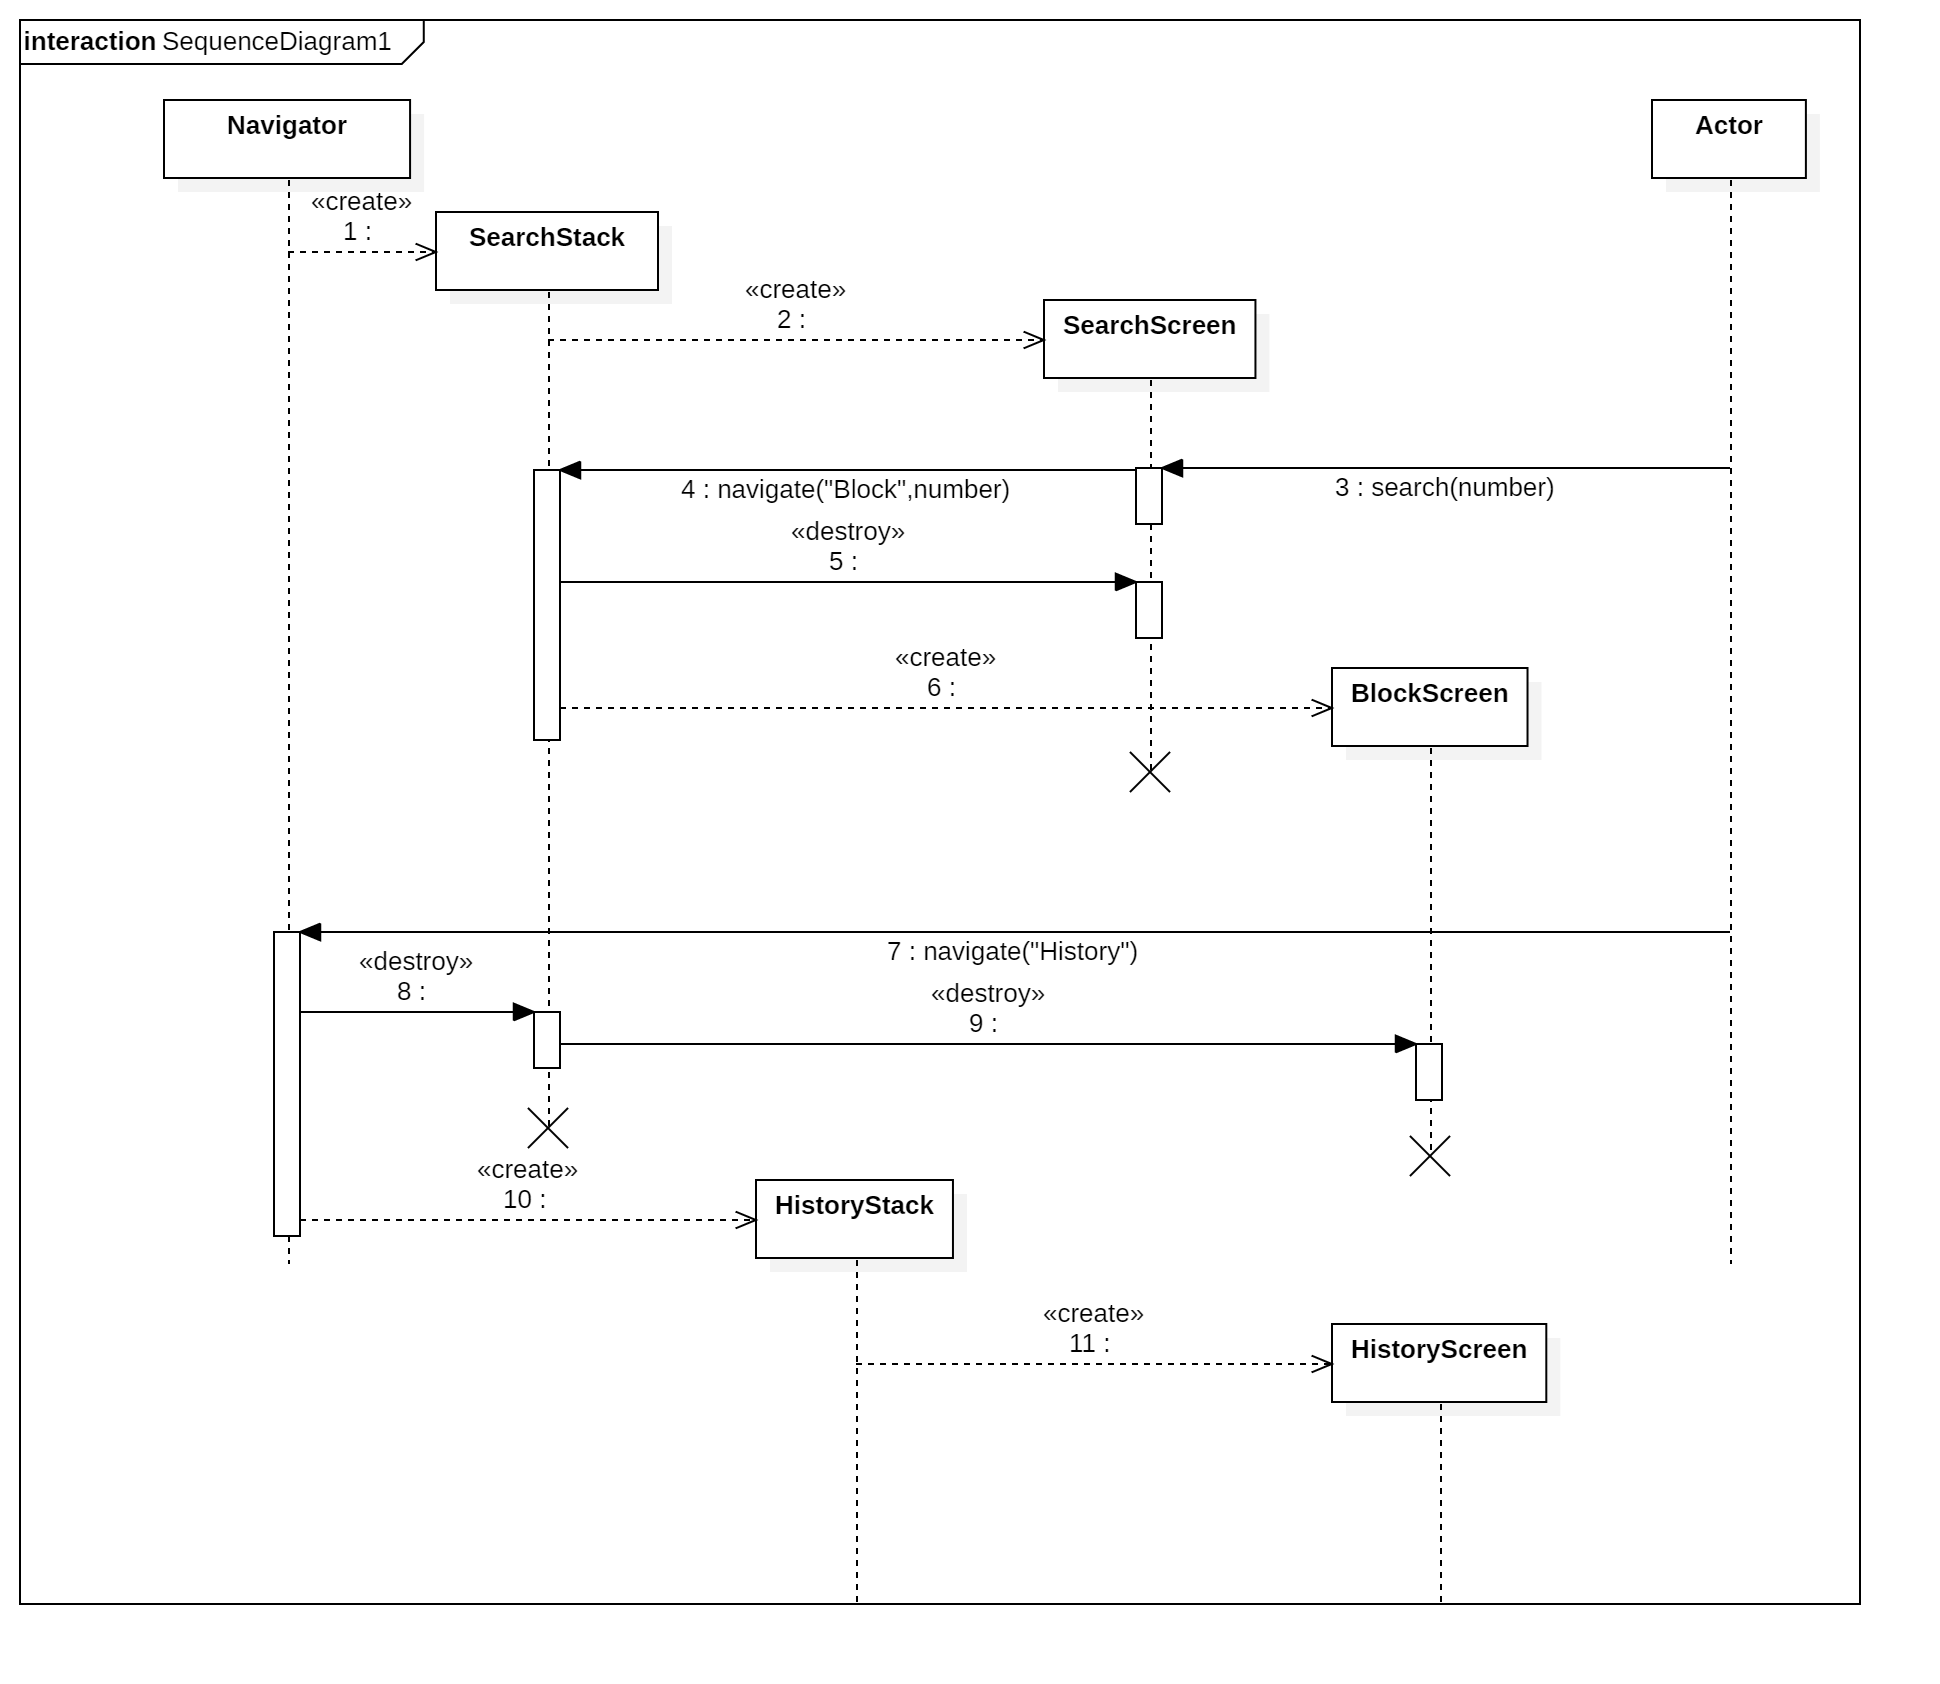 interaction SequenceDiagram1
Navigator
Actor
«create»
1 :
SearchStack
«create»
2 :
SearchScreen
4 : navigate("Block",number)
3 : search(number)
«destroy»
5 :
«create»
6 :
BlockScreen
7 : navigate("History")
«destroy»
8 :
«destroy»
9 :
«create»
10 :
HistoryStack
«create»
11 :
HistoryScreen